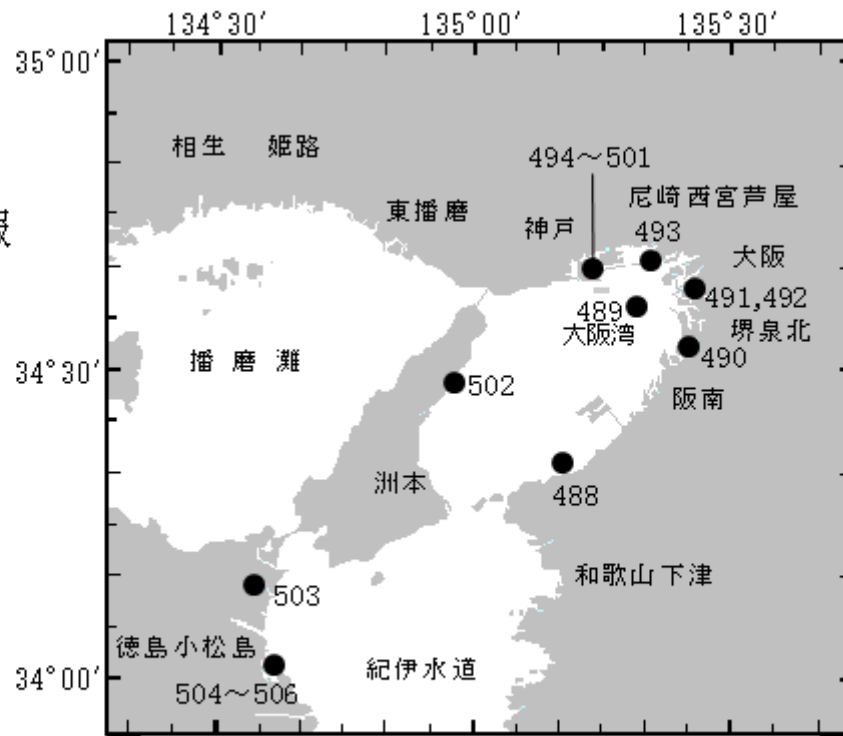 134°30′ 135°00′ 135°30′
35°00′
相生 姫路
494～501
尼崎西宮芦屋
東播磨
神戸
493
大阪
491,492
489
大阪湾
堺泉北
490
播磨灘
34°30′
502
阪南
洲本
488
和歌山下津
503
徳島小松島
紀伊水道
34°00′
504～506